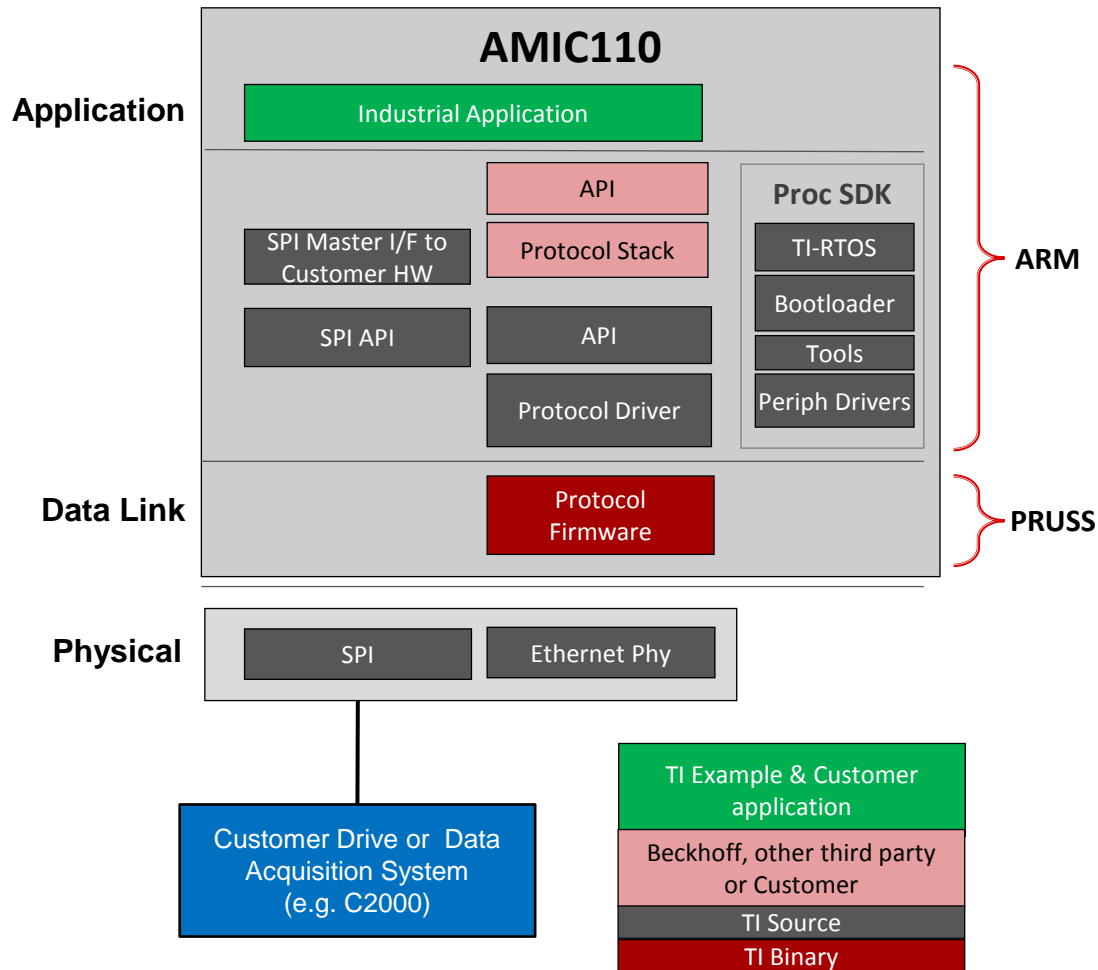 AMIC110
Application
Industrial Application
API
Proc SDK
SPI Master I/F to
Customer HW
Protocol Stack
TI-RTOS
ARM
Bootloader
SPI API
API
Tools
Protocol Driver
Periph Drivers
Data Link
Protocol
Firmware
PRUSS
Physical
SPI
Ethernet Phy
Customer Drive or Data
Acquisition System
(e.g. C2000)
TI Example & Customer
application
Beckhoff, other third party
or Customer
TI Source
TI Binary